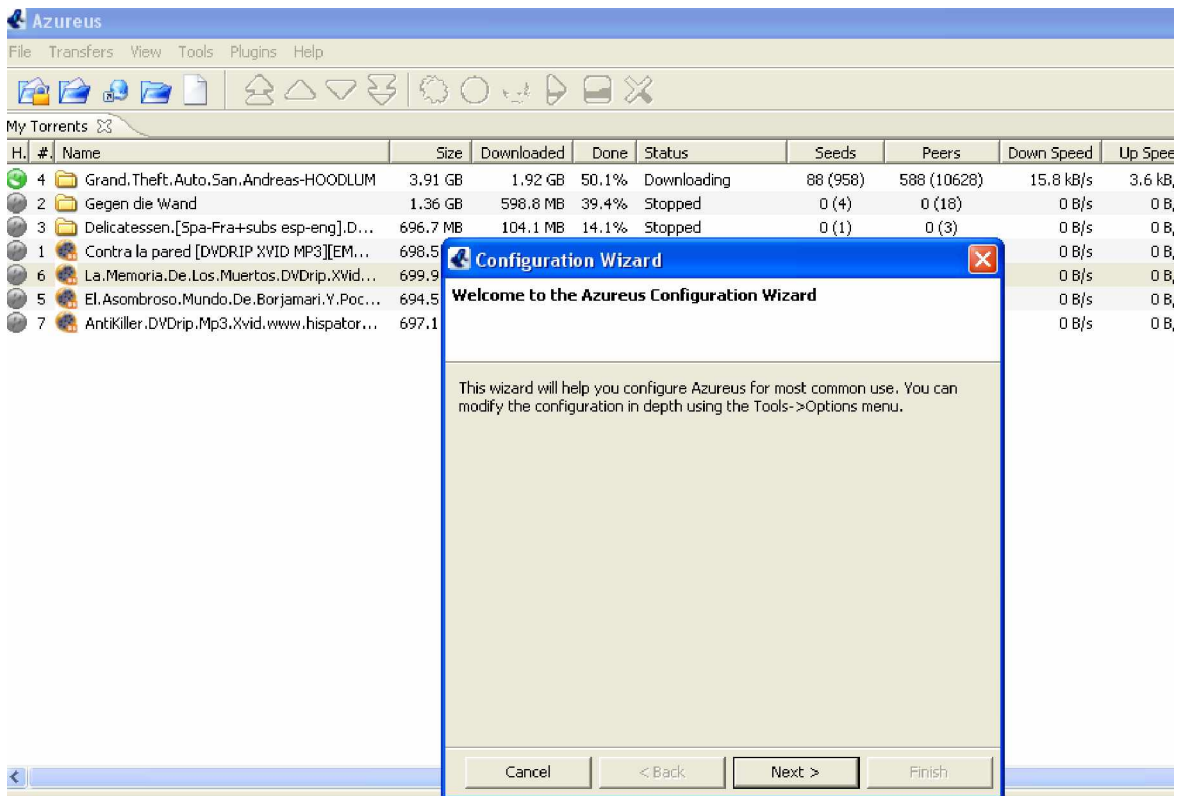 Azureus
File Transfers View Tools Plugins Help
My Torrents
H. #. Name Size Downloaded Done Status Seeds Peers Down Speed Up Spee
4 Grand.Theft.Auto.San.Andreas-HOODLUM 3.91 GB 1.92 GB 50.1% Downloading 88 (958) 588 (10628) 15.8 kB/s 3.6 kB,
2 Gegen die Wand 1.36 GB 598.8 MB 39.4% Stopped 0 (4) 0 (18) 0 B/s 0 B,
3 Delicatessen.[Spa-Fra+subs esp-eng].D... 696.7 MB 104.1 MB 14.1% Stopped 0 (1) 0 (3) 0 B/s 0 B,
1 Contra la pared [DVDRIP XVID MP3][EM... 698.5 0 B/s 0 B,
6 La.Memoria.De.Los.Muertos.DVDrip.XVid... 699.9 0 B/s 0 B,
5 El.Asombroso.Mundo.De.Borjamari.Y.Poc... 694.5 0 B/s 0 B,
7 AntiKiller.DVDrip.Mp3.Xvid.www.hispator... 697.1 0 B/s 0 B,
Configuration Wizard
Welcome to the Azureus Configuration Wizard
This wizard will help you configure Azureus for most common use. You can
modify the configuration in depth using the Tools->Options menu.
Cancel < Back Next > Finish